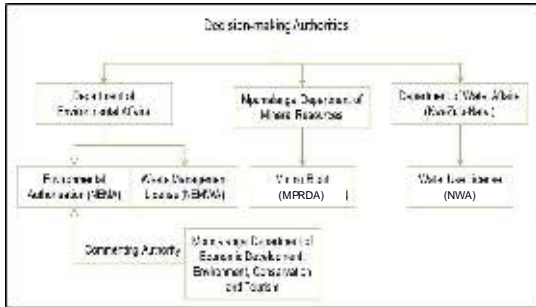 Decision-making Authorities
Department of
Environmental Affairs
Mpumalanga Department of
Mineral Resources
Department of Water Affairs
(KwaZulu-Natal)
Environmental
Authorisation (NEMA)
Waste Management
License (NEMWA)
Mining Right
(MPRDA)
Water Use License
(NWA)
Commenting Authority
Mpumalanga Department of
Economic Development,
Environment, Conservation
and Tourism